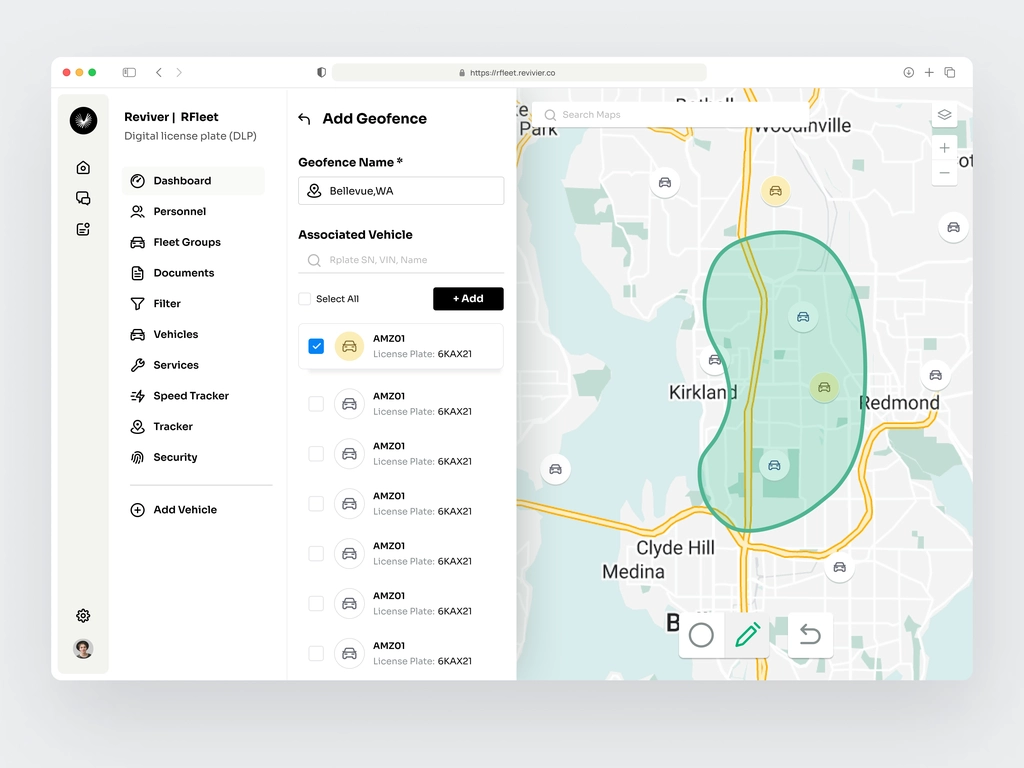 https://rfleet.revivier.co
Reviver | RFleet
Digital license plate (DLP)
Dashboard
Personnel
Fleet Groups
Documents
Filter
Vehicles
Services
Speed Tracker
Tracker
Security
Add Vehicle
Add Geofence
Geofence Name *
Bellevue,WA
Associated Vehicle
Rplate SN, VIN, Name
Select All
+ Add
AMZ01
License Plate: 6KAX21
AMZ01
License Plate: 6KAX21
AMZ01
License Plate: 6KAX21
AMZ01
License Plate: 6KAX21
AMZ01
License Plate: 6KAX21
AMZ01
License Plate: 6KAX21
AMZ01
License Plate: 6KAX21
Search Maps
Park
Woodinville
Kirkland
Redmond
Clyde Hill
Medina